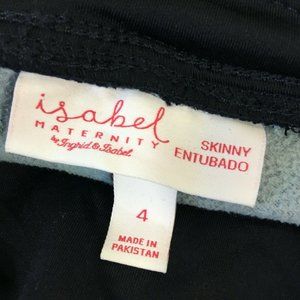 isabel
MATERNITY
by Ingrid & Isabel
SKINNY
ENTUBADO
4
MADE IN
PAKISTAN